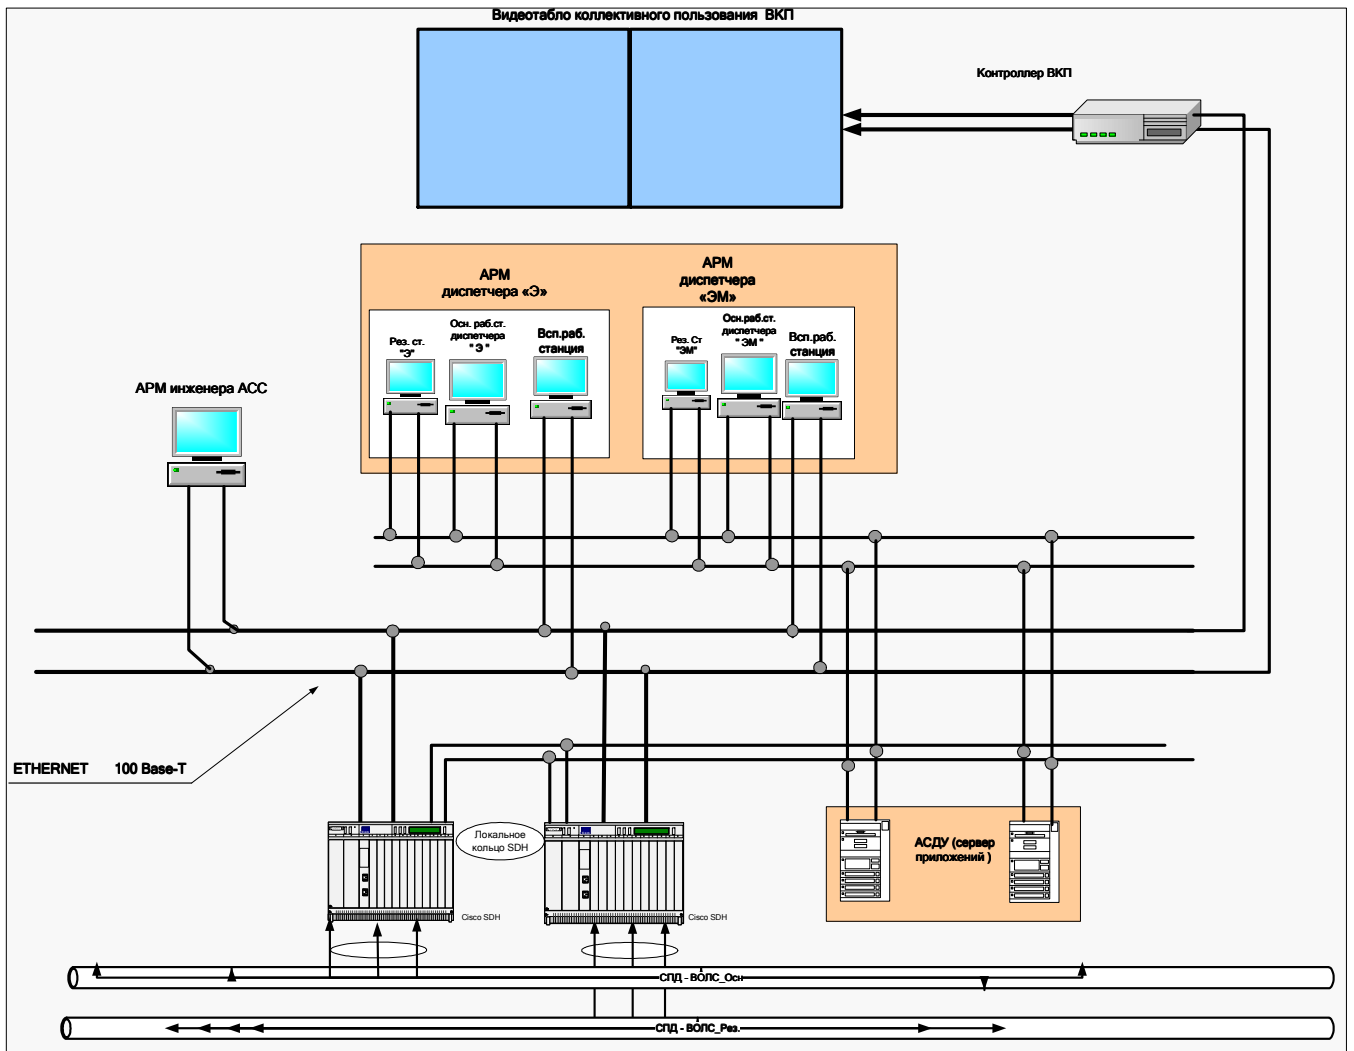 Видеотабло коллективного пользования ВКП
Контроллер ВКП
АРМ
диспетчера «Э»
АРМ
диспетчера
«ЭМ»
Рез. ст.
"Э"
Осн. раб.ст.
диспетчера
" Э "
Всп.раб.
станция
Рез. Ст
"ЭМ"
Осн.раб.ст.
диспетчера
" ЭМ "
Всп.раб.
станция
АРМ инженера АСС
ETHERNET 100 Base-T
Локальное
кольцо SDH
Cisco SDH
Cisco SDH
АСДУ (сервер
приложений )
СПД - ВОЛС_Осн
СПД - ВОЛС_Рез.